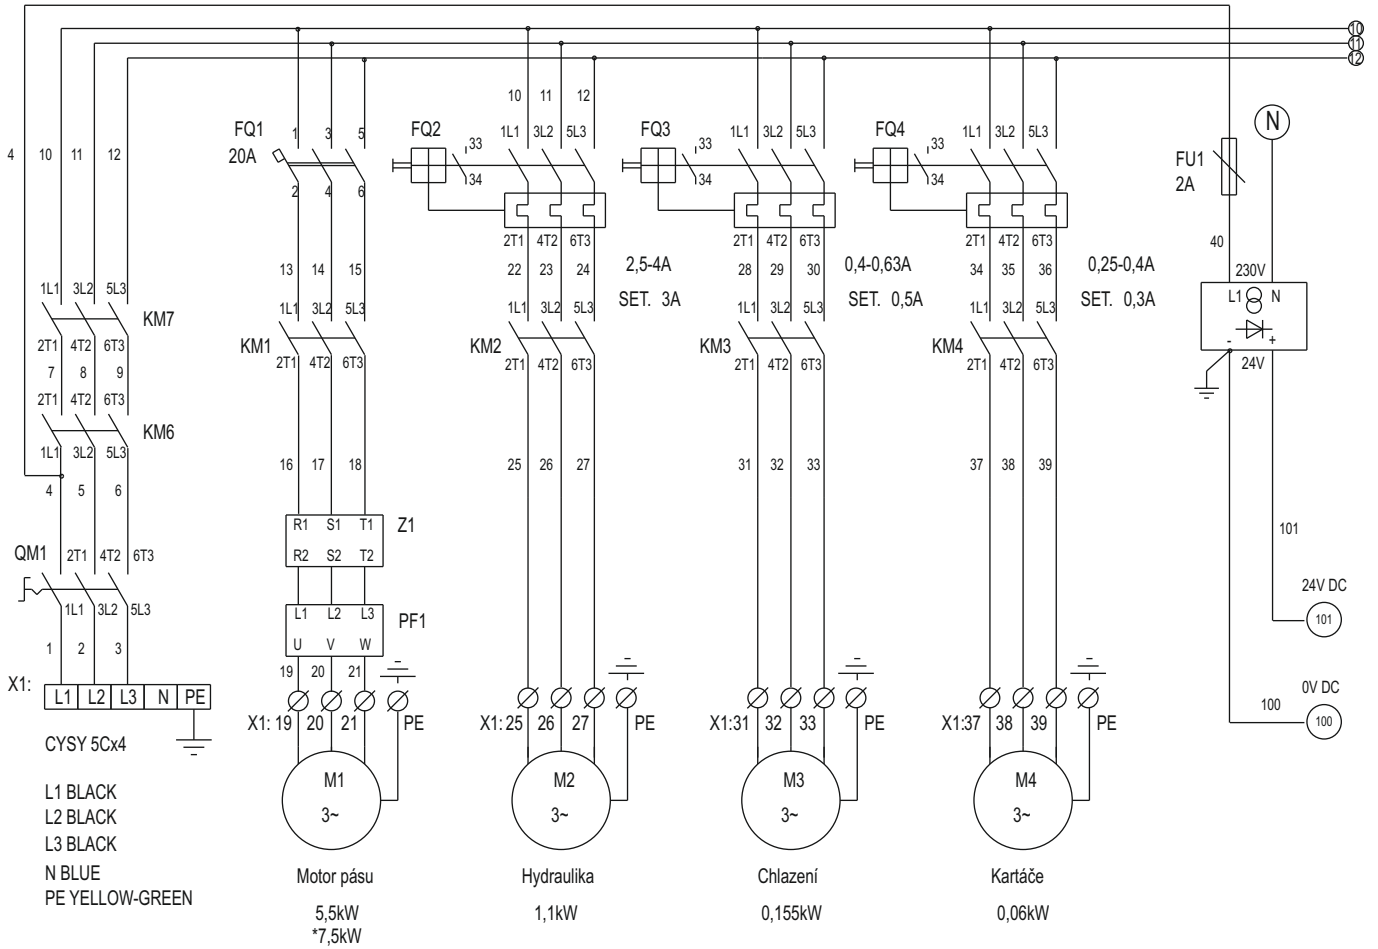 10
11
12
10 11 12
FQ1
20A
1 3 5
2 4 6
FQ2
33
34
1L1 3L2 5L3
FQ3
33
34
1L1 3L2 5L3
FQ4
33
34
1L1 3L2 5L3
N
FU1
2A
4 10 11 12
2T1 4T2 6T3
2T1 4T2 6T3
2T1 4T2 6T3
40
13 14 15
22 23 24
2,5-4A
SET. 3A
28 29 30
0,4-0,63A
SET. 0,5A
34 35 36
0,25-0,4A
SET. 0,3A
230V
L1 N
- +
24V
1L1 3L2 5L3
KM7
2T1 4T2 6T3
7 8 9
2T1 4T2 6T3
KM6
1L1 3L2 5L3
1L1 3L2 5L3
KM1
2T1 4T2 6T3
1L1 3L2 5L3
KM2
2T1 4T2 6T3
1L1 3L2 5L3
KM3
2T1 4T2 6T3
1L1 3L2 5L3
KM4
2T1 4T2 6T3
4 5 6
16 17 18
25 26 27
31 32 33
37 38 39
R1 S1 T1
Z1
R2 S2 T2
L1 L2 L3
PF1
U V W
19 20 21
101
24V DC
101
0V DC
100
100
QM1
2T1 4T2 6T3
1L1 3L2 5L3
1 2 3
X1:
L1 L2 L3 N PE
X1: 19 20 21 PE
X1: 25 26 27 PE
X1:31 32 33 PE
X1:37 38 39 PE
CYSY 5Cx4
L1 BLACK
L2 BLACK
L3 BLACK
N BLUE
PE YELLOW-GREEN
M1
3~
Motor pásu
5,5kW
*7,5kW
M2
3~
Hydraulika
1,1kW
M3
3~
Chlazení
0,155kW
M4
3~
Kartáče
0,06kW